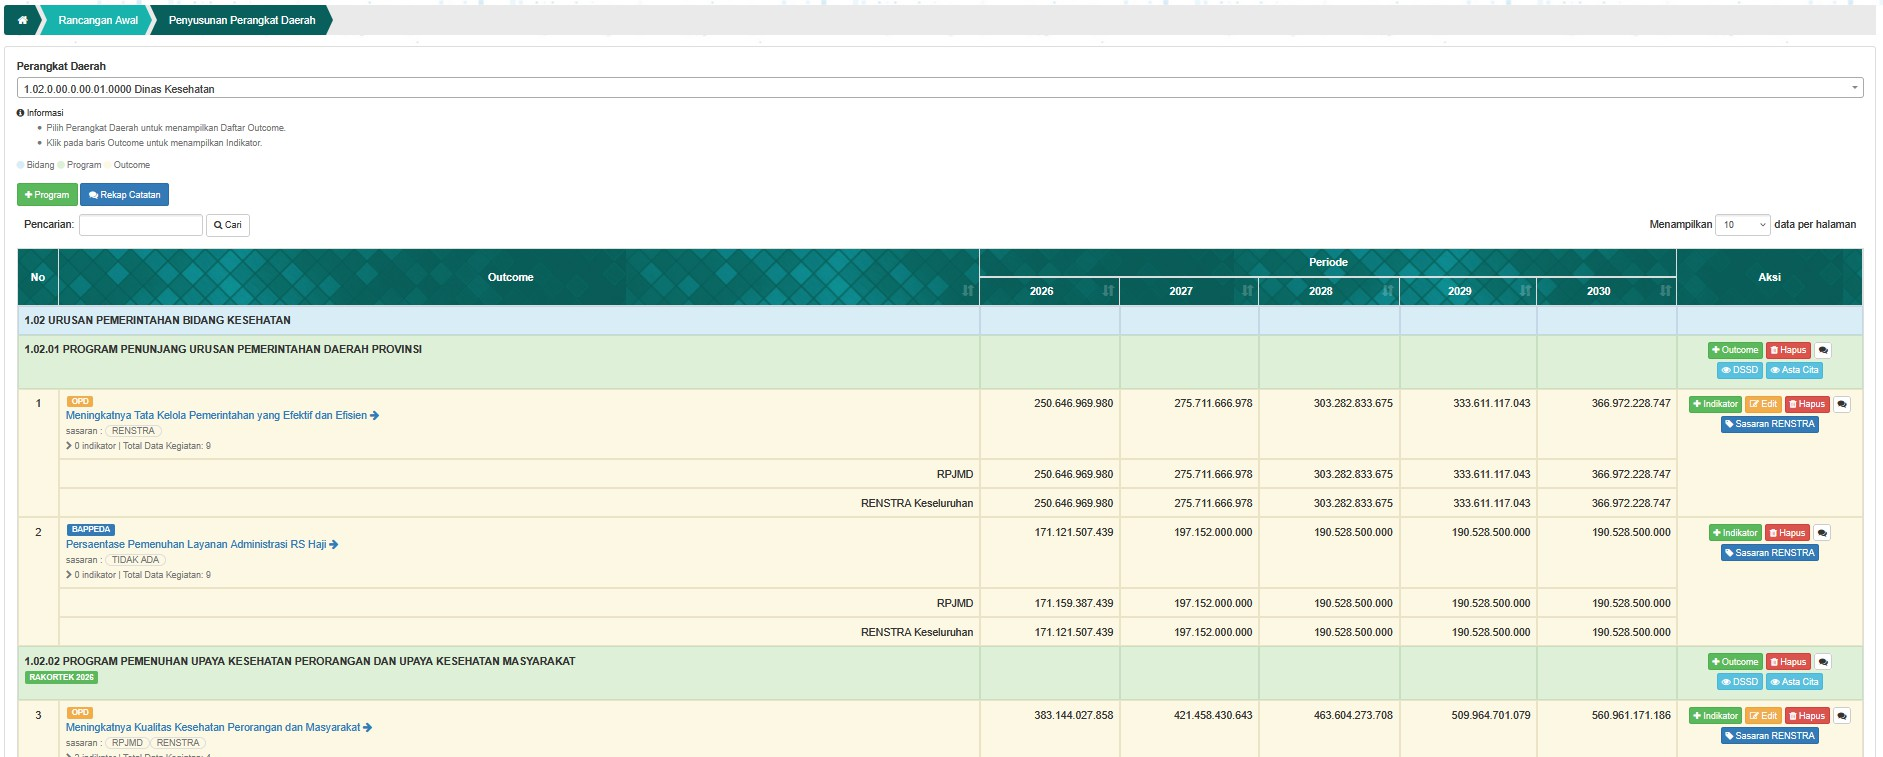 Rancangan Awal
Penyusunan Perangkat Daerah
Perangkat Daerah
1.02.0.00.0.00.01.0000 Dinas Kesehatan
Informasi
Pilih Perangkat Daerah untuk menampilkan Daftar Outcome.
Klik pada baris Outcome untuk menampilkan Indikator.
Bidang Program Outcome
+ Program Rekap Catatan
Pencarian: Cari
Menampilkan 10 data per halaman
No Outcome Periode Aksi
2026 2027 2028 2029 2030
1.02 URUSAN PEMERINTAHAN BIDANG KESEHATAN
1.02.01 PROGRAM PENUNJANG URUSAN PEMERINTAHAN DAERAH PROVINSI
+ Outcome Hapus
DSSD Asta Cita
1
OPD
Meningkatnya Tata Kelola Pemerintahan yang Efektif dan Efisien
sasaran : RENSTRA
0 indikator | Total Data Kegiatan: 9
250.646.969.980 275.711.666.978 303.282.833.675 333.611.117.043 366.972.228.747
+ Indikator Edit Hapus
Sasaran RENSTRA
RPJMD 250.646.969.980 275.711.666.978 303.282.833.675 333.611.117.043 366.972.228.747
RENSTRA Keseluruhan 250.646.969.980 275.711.666.978 303.282.833.675 333.611.117.043 366.972.228.747
2
BAPPEDA
Persaentase Pemenuhan Layanan Administrasi RS Haji
sasaran : TIDAK ADA
0 indikator | Total Data Kegiatan: 9
171.121.507.439 197.152.000.000 190.528.500.000 190.528.500.000 190.528.500.000
+ Indikator Hapus
Sasaran RENSTRA
RPJMD 171.159.387.439 197.152.000.000 190.528.500.000 190.528.500.000 190.528.500.000
RENSTRA Keseluruhan 171.121.507.439 197.152.000.000 190.528.500.000 190.528.500.000 190.528.500.000
1.02.02 PROGRAM PEMENUHAN UPAYA KESEHATAN PERORANGAN DAN UPAYA KESEHATAN MASYARAKAT
RAKORTEK 2026
+ Outcome Hapus
DSSD Asta Cita
3
OPD
Meningkatnya Kualitas Kesehatan Perorangan dan Masyarakat
sasaran : RPJMD RENSTRA
383.144.027.858 421.458.430.643 463.604.273.708 509.964.701.079 560.961.171.186
+ Indikator Edit Hapus
Sasaran RENSTRA